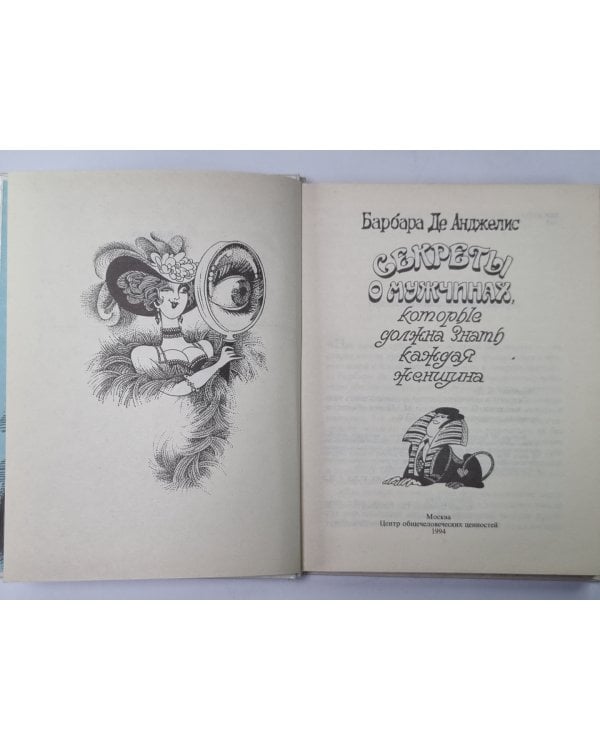 Барбара Де Анджелис
СЕКРЕТЫ
О МУЖЧИНАХ,
которые
должна знать
каждая
женщина
Москва
Центр общечеловеческих ценностей
1994